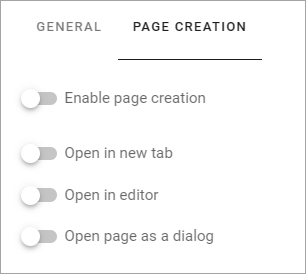 GENERAL PAGE CREATION
Enable page creation
Open in new tab
Open in editor
Open page as a dialog